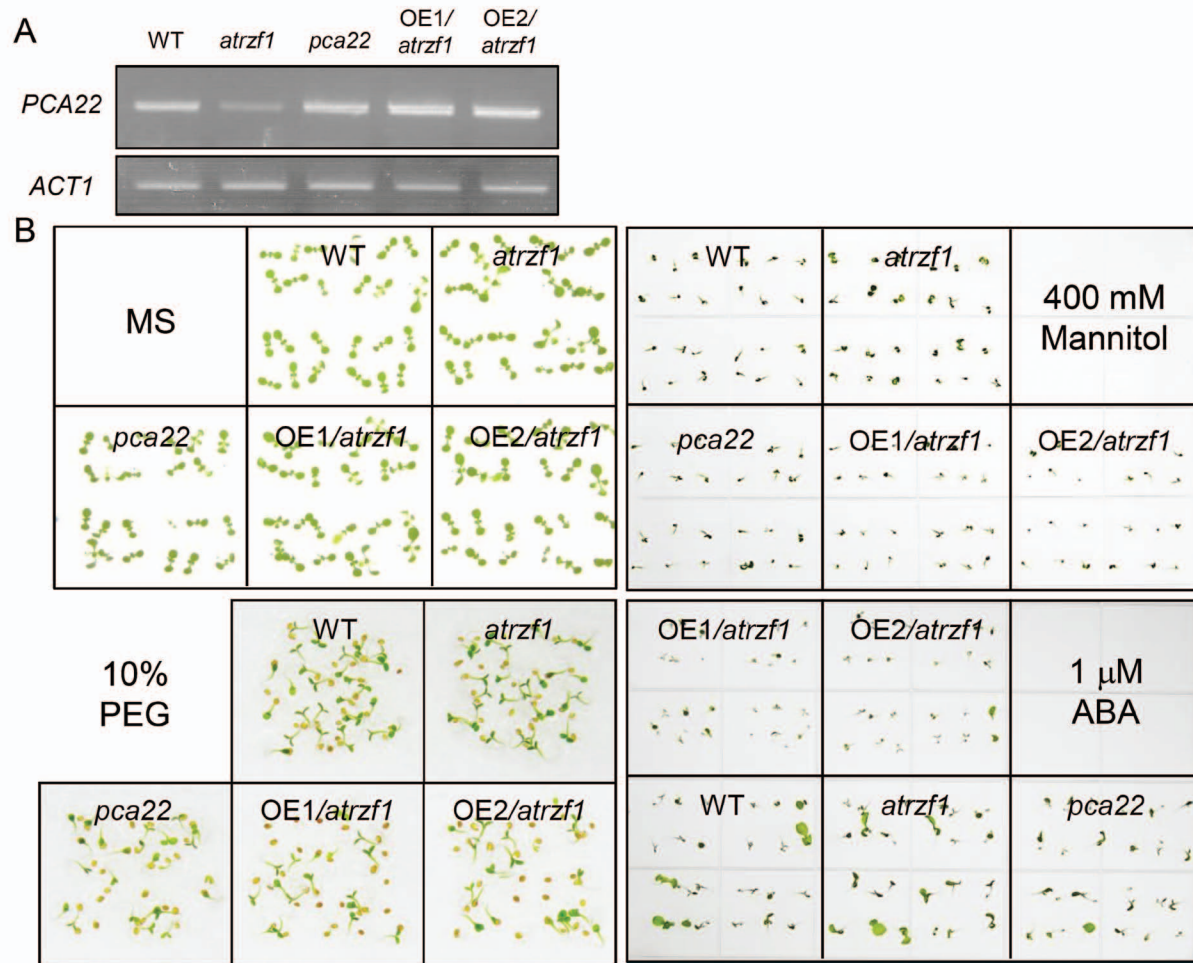 A
WT atrzf1 pca22 OE1/ OE2/
atrzf1 atrzf1
PCA22
ACT1
B
MS
WT atrzf1
pca22 OE1/atrzf1 OE2/atrzf1
WT atrzf1
400 mM
Mannitol
pca22 OE1/atrzf1 OE2/atrzf1
10%
PEG
WT atrzf1
pca22 OE1/atrzf1 OE2/atrzf1
OE1/atrzf1 OE2/atrzf1
1 μM
ABA
WT atrzf1 pca22